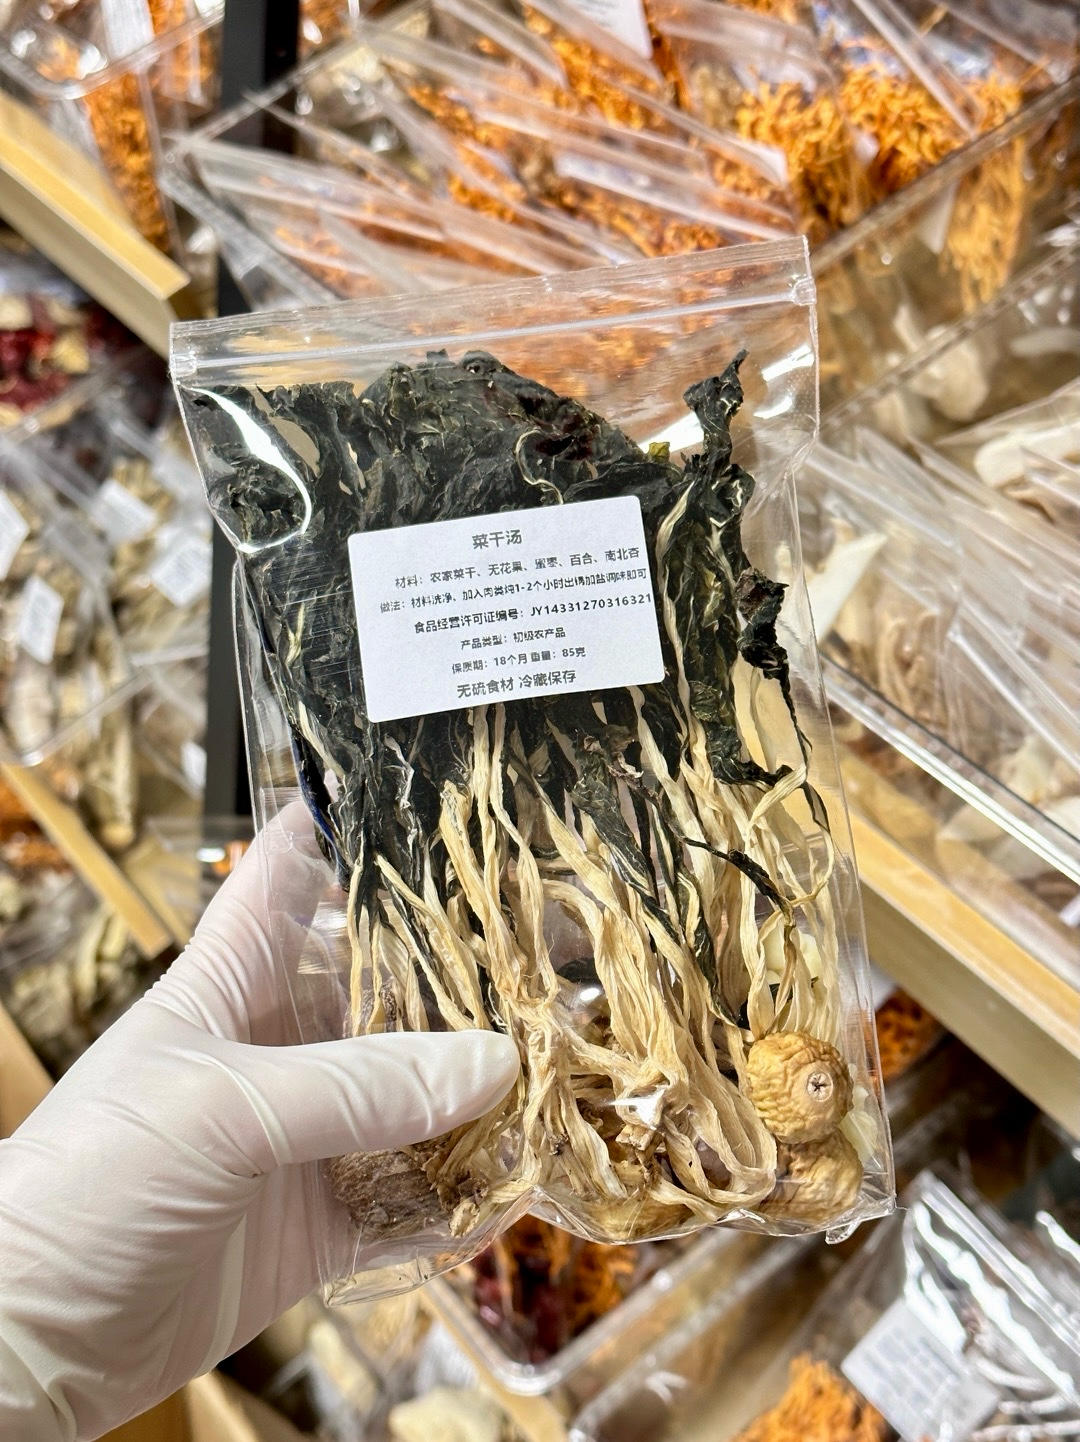 菜干汤
材料：农家菜干、无花果、蜜枣、百合、南北杏
做法：材料洗净、加入肉类炖1-2个小时出锅加盐调味即可
食品经营许可证编号：JY14331270316321
产品类型：初级农产品
保质期：18个月 重量：85克
无硫食材 冷藏保存